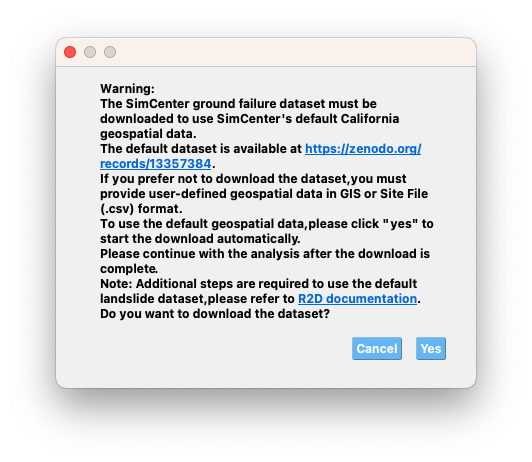 Warning:
The SimCenter ground failure dataset must be
downloaded to use SimCenter's default California
geospatial data.
The default dataset is available at https://zenodo.org/
records/13357384.
If you prefer not to download the dataset,you must
provide user-defined geospatial data in GIS or Site File
(.csv) format.
To use the default geospatial data,please click "yes" to
start the download automatically.
Please continue with the analysis after the download is
complete.
Note: Additional steps are required to use the default
landslide dataset,please refer to R2D documentation.
Do you want to download the dataset?
Cancel Yes